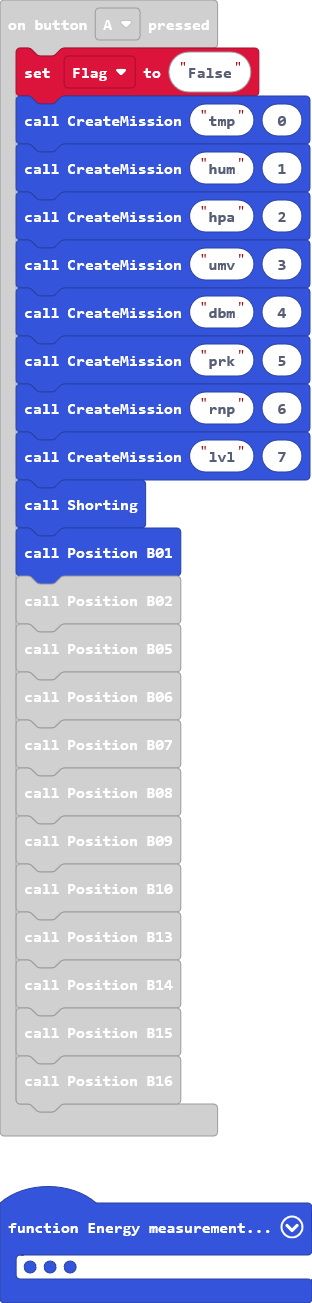 on button A pressed
set Flag to "False"
call CreateMission "tmp" 0
call CreateMission "hum" 1
call CreateMission "hpa" 2
call CreateMission "umv" 3
call CreateMission "dbm" 4
call CreateMission "prk" 5
call CreateMission "rnp" 6
call CreateMission "lvl" 7
call Shorting
call Position B01
call Position B02
call Position B05
call Position B06
call Position B07
call Position B08
call Position B09
call Position B10
call Position B13
call Position B14
call Position B15
call Position B16
function Energy measurement...